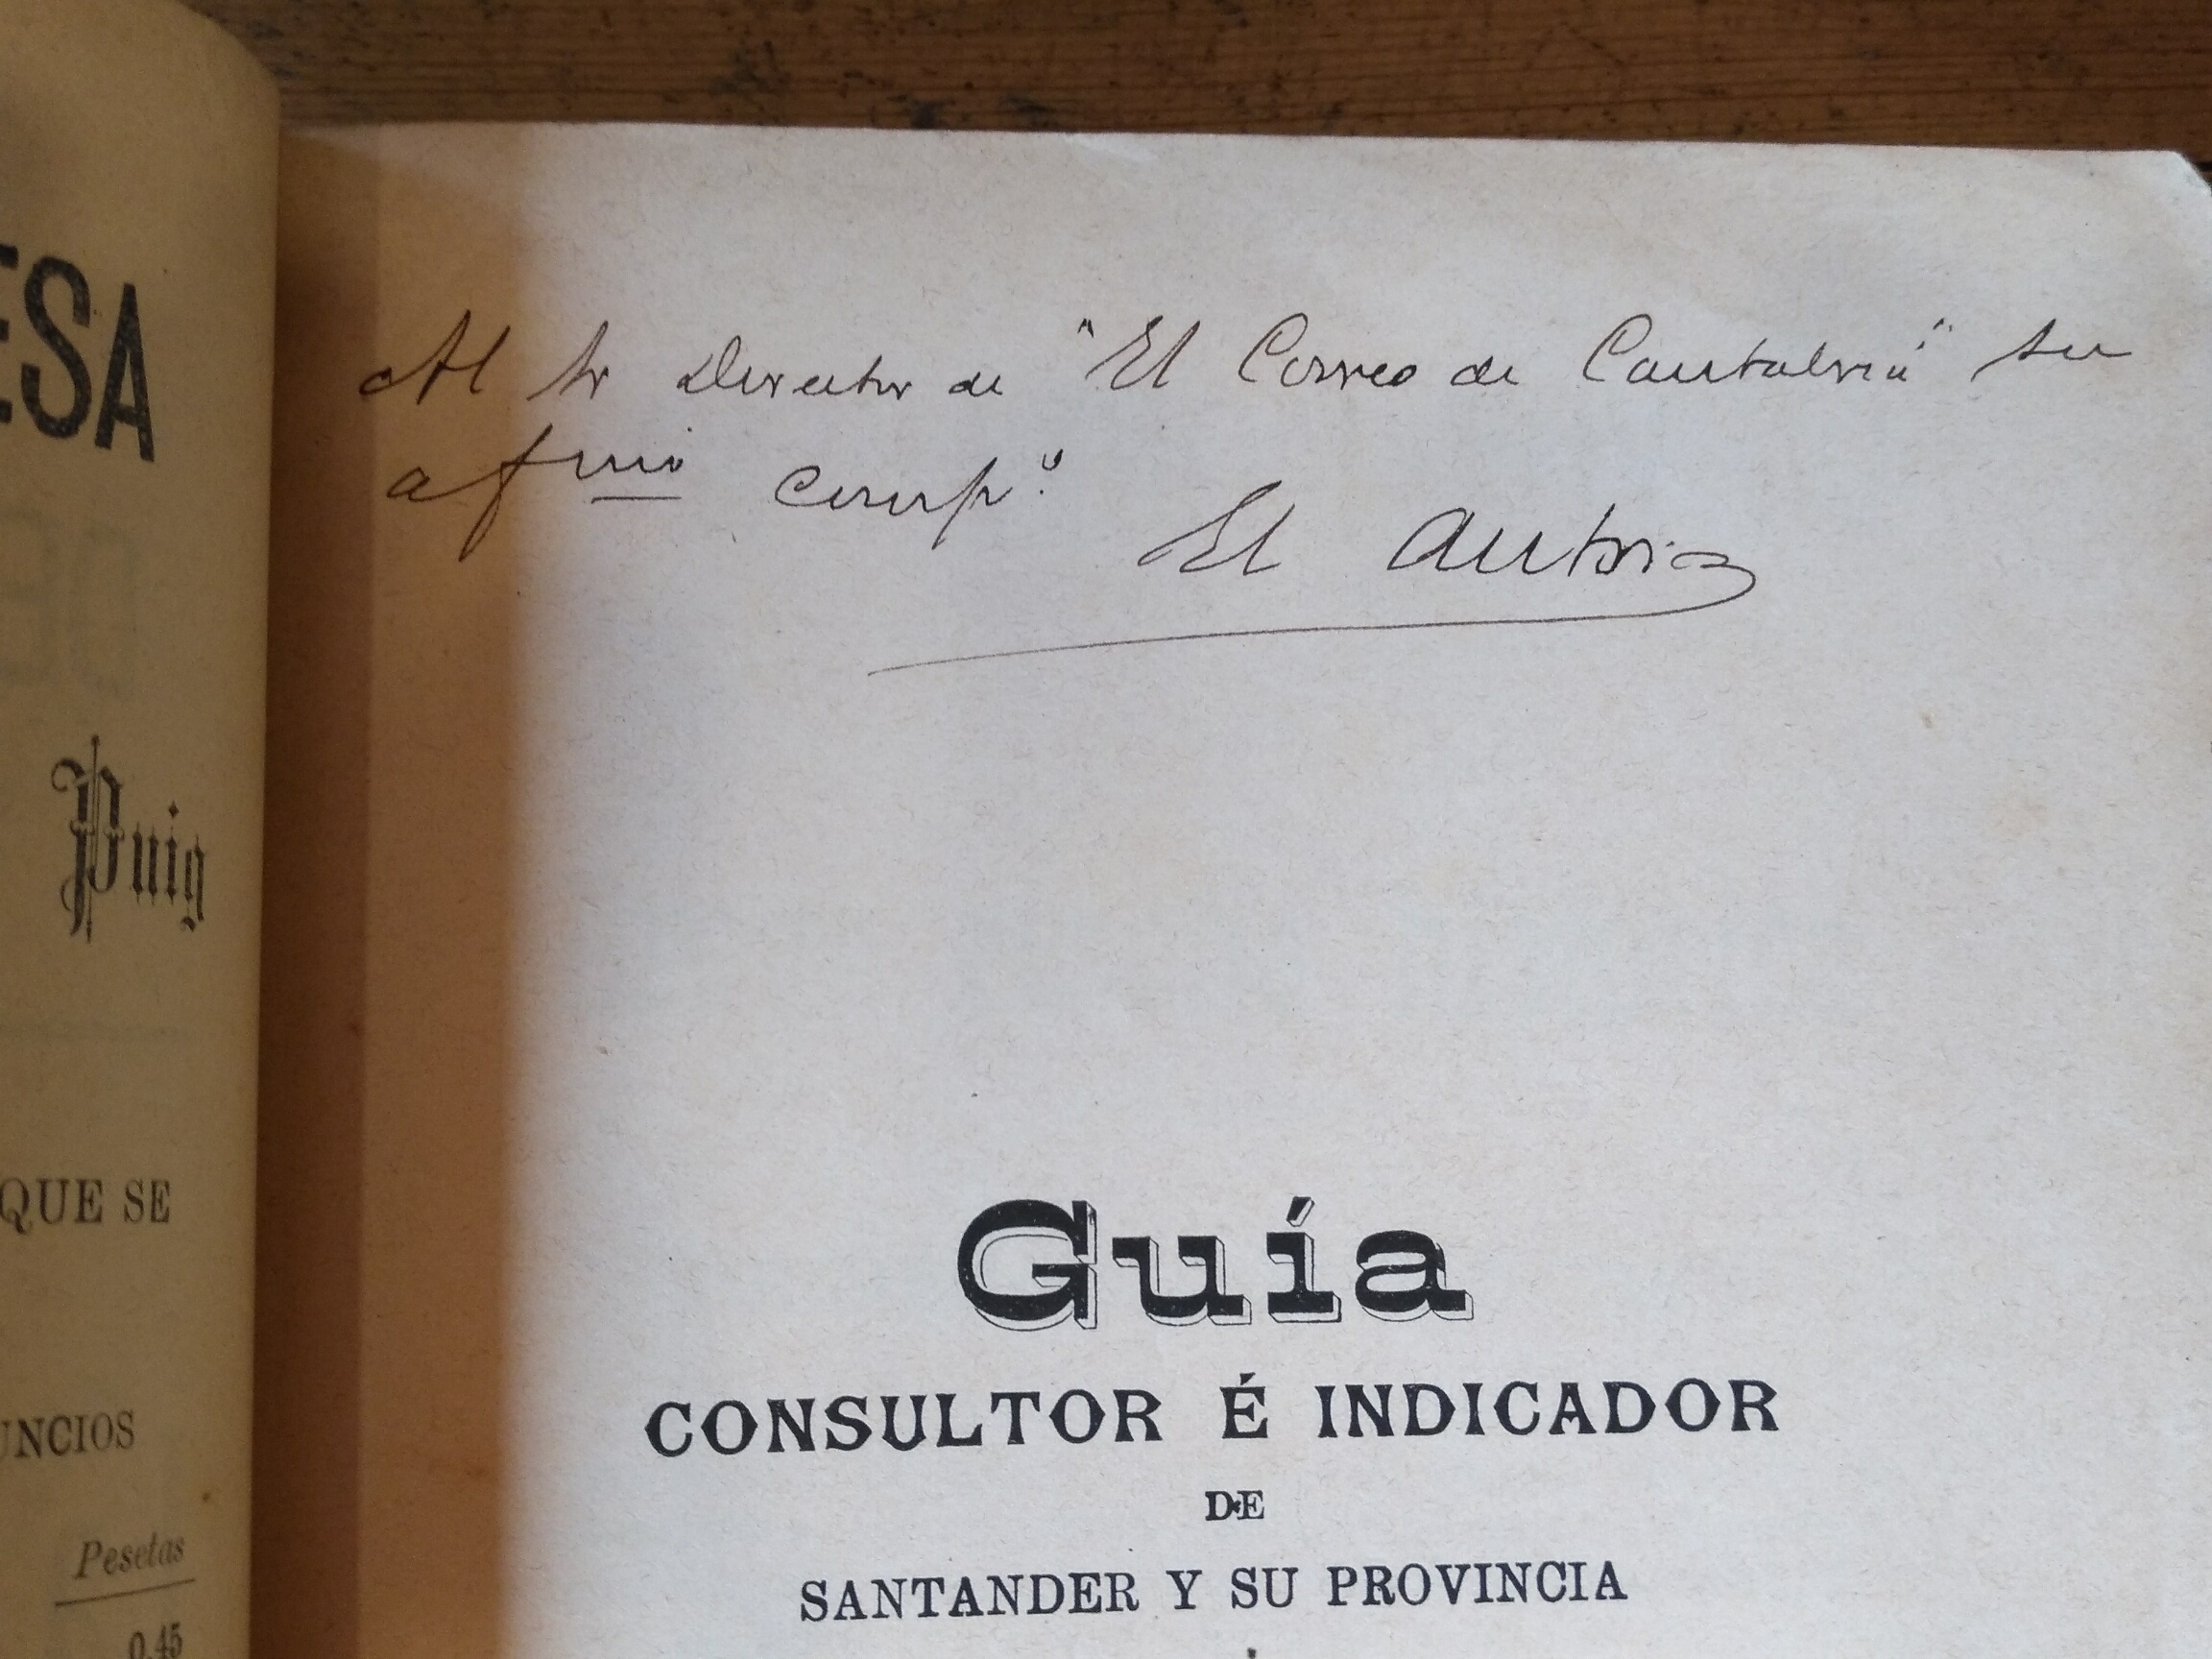 ESA
Puig
QUE SE
UNCIOS
Pesetas
0,45
Al Sr Director de "El Correo de Cantabria" su
afmo comp.º
El Autor
Guía
CONSULTOR É INDICADOR
DE
SANTANDER Y SU PROVINCIA